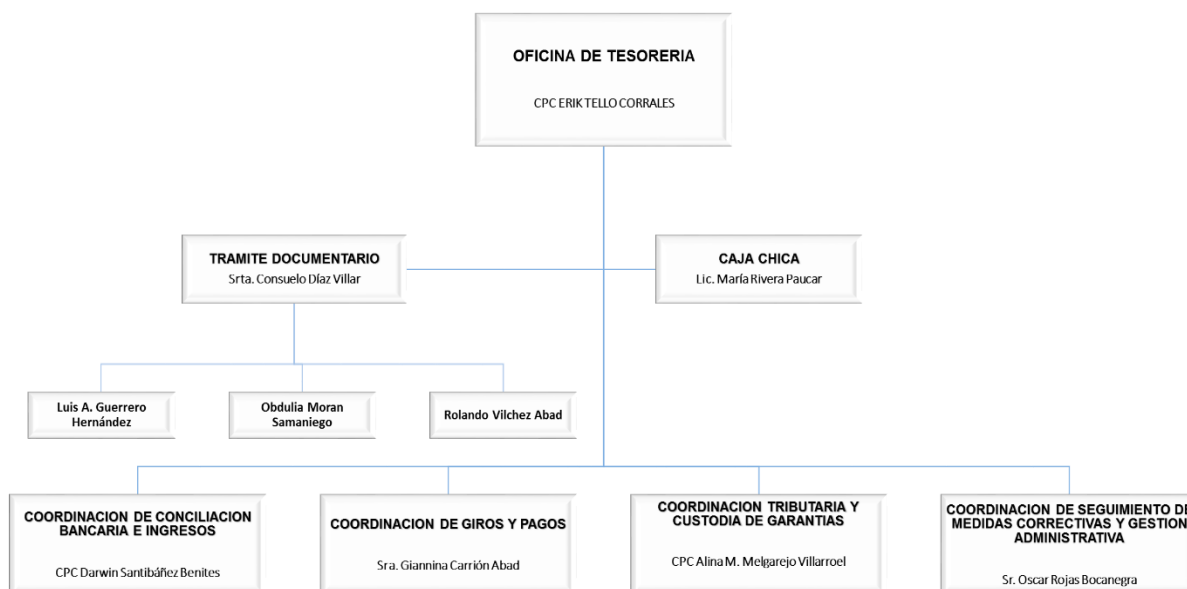 OFICINA DE TESORERIA
CPC ERIK TELLO CORRALES
TRAMITE DOCUMENTARIO
Srta. Consuelo Díaz Villar
CAJA CHICA
Lic. María Rivera Paucar
Luis A. Guerrero
Hernández
Obdulia Moran
Samaniego
Rolando Vilchez Abad
COORDINACION DE CONCILIACION
BANCARIA E INGRESOS
CPC Darwin Santibáñez Benites
COORDINACION DE GIROS Y PAGOS
Sra. Giannina Carrión Abad
COORDINACION TRIBUTARIA Y
CUSTODIA DE GARANTIAS
CPC Alina M. Melgarejo Villarroel
COORDINACION DE SEGUIMIENTO DE
MEDIDAS CORRECTIVAS Y GESTION
ADMINISTRATIVA
Sr. Oscar Rojas Bocanegra